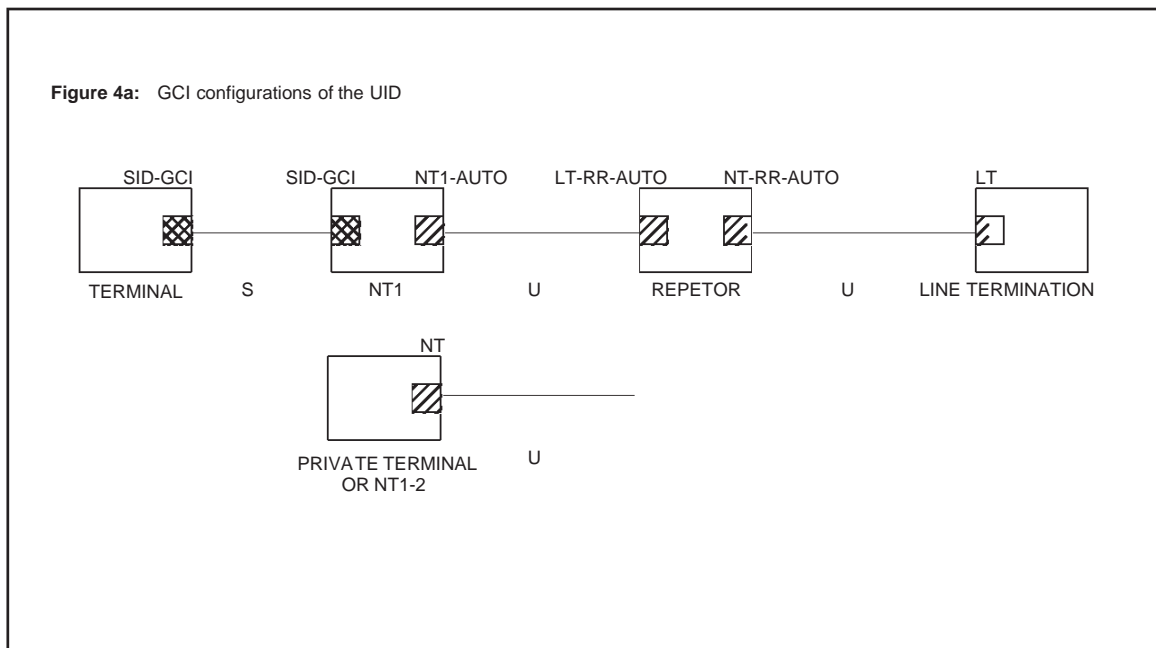 Figure 4a: GCI configurations of the UID
SID-GCI SID-GCI NT1-AUTO LT-RR-AUTO NT-RR-AUTO LT
TERMINAL S NT1 U REPETOR U LINE TERMINATION
NT
PRIVATE TERMINAL U
OR NT1-2